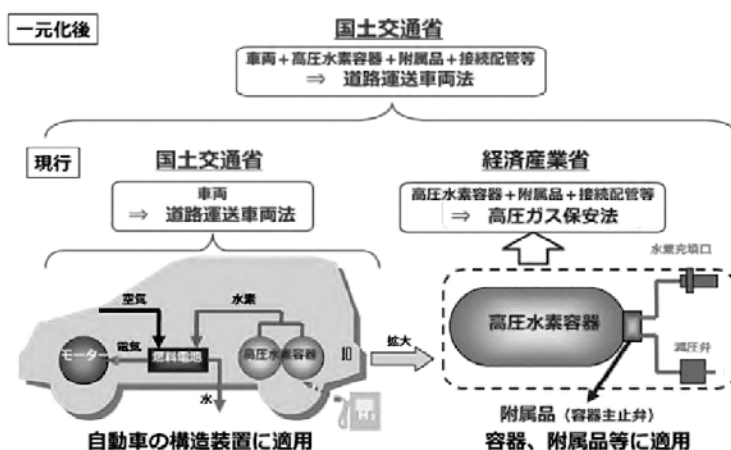 一元化後
国土交通省
車両+高圧水素容器+附属品+接続配管等
⇒ 道路運送車両法
現行
国土交通省
車両
⇒ 道路運送車両法
経済産業省
高圧水素容器+附属品+接続配管等
⇒ 高圧ガス保安法
空気
水素
電気
モーター
燃料電池
高圧水素容器
水
拡大
水素充填口
高圧水素容器
減圧弁
附属品(容器主止弁)
自動車の構造装置に適用
容器、附属品等に適用